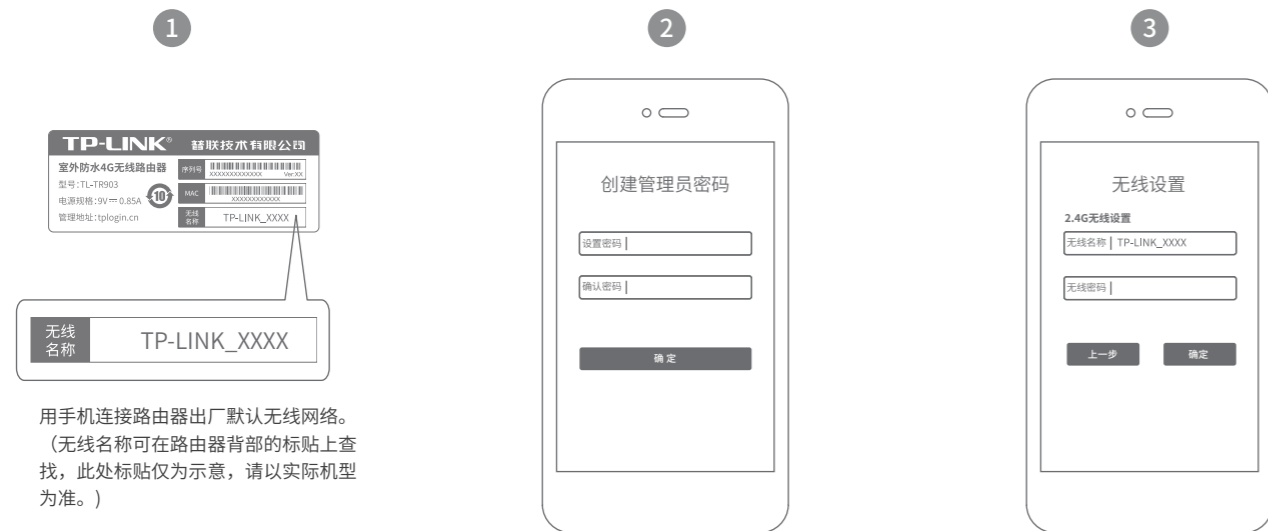 1
TP-LINK® 普联技术有限公司
室外防水4G无线路由器
型号:TL-TR903
电源规格:9V⎓0.85A
管理地址:tplogin.cn
10
序列号
XXXXXXXXXXXXX Ver:XX
MAC
XXXXXXXXXXXX
无线
名称
TP-LINK_XXXX
无线
名称
TP-LINK_XXXX
用手机连接路由器出厂默认无线网络。
（无线名称可在路由器背部的标贴上查
找，此处标贴仅为示意，请以实际机型
为准。)
2
创建管理员密码
设置密码
确认密码
确 定
3
无线设置
2.4G无线设置
无线名称 TP-LINK_XXXX
无线密码
上一步 确定